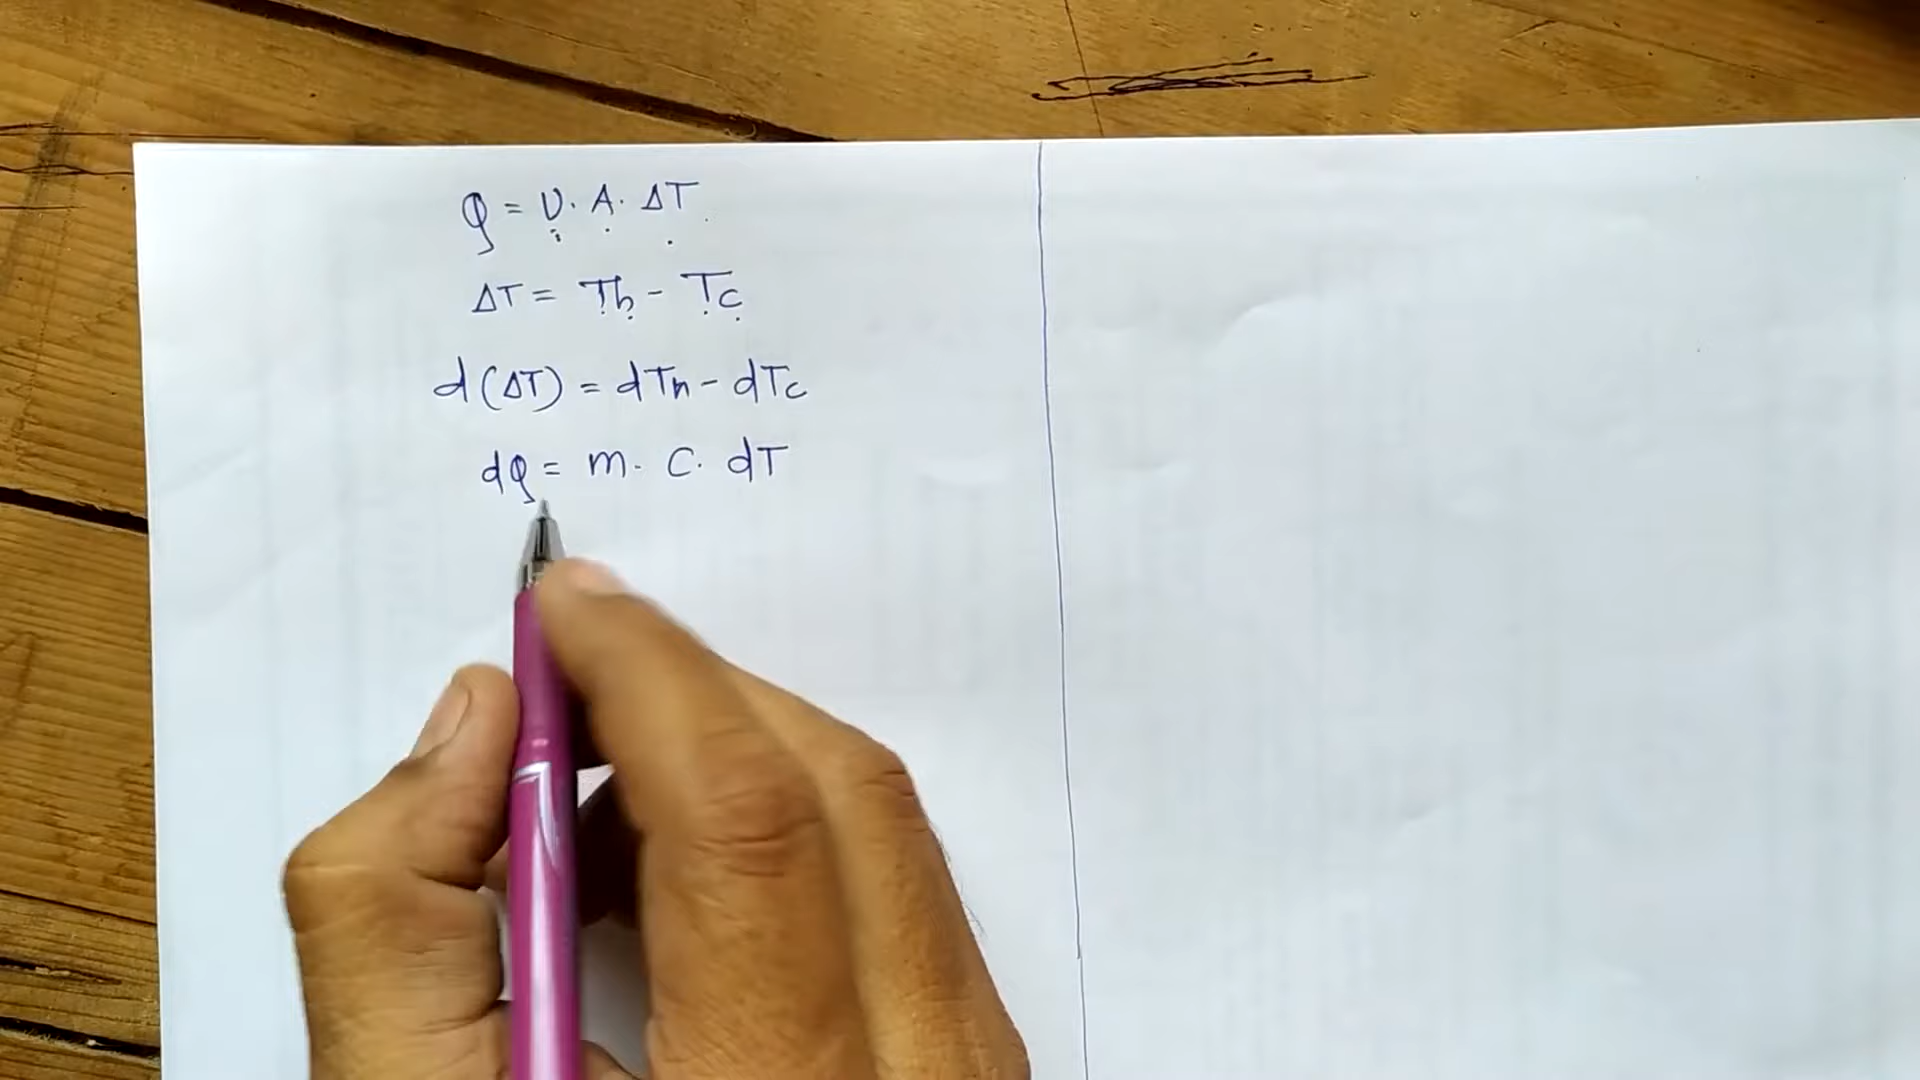 Q = U. A. ΔT
ΔT = Th - Tc
d(ΔT) = dTh - dTc
dQ = m. C. dT